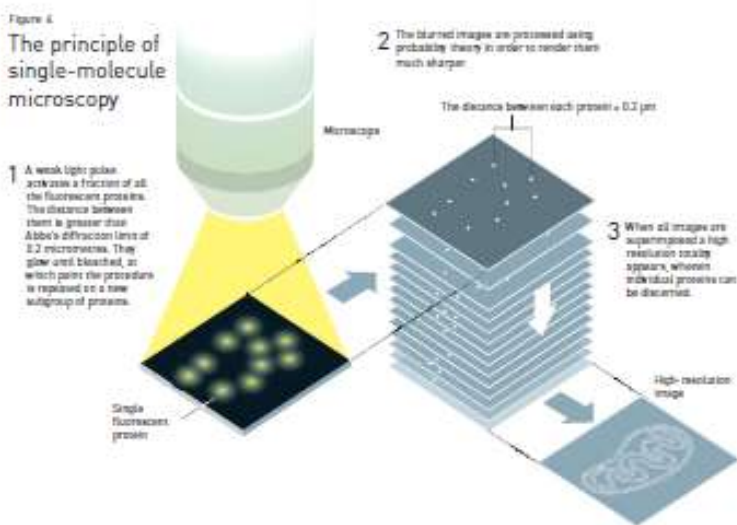 Figure 4
The principle of
single-molecule
microscopy
1 A weak light pulse
activates a fraction of all
the fluorescent proteins.
The distance between
them is greater than
Abbe's diffraction limit of
0.2 micrometres. They
glow until bleached, at
which point the procedure
is repeated on a new
subgroup of proteins.
Microscope
Single
fluorescent
protein
2 The blurred images are processed using
probability theory in order to render them
much sharper
The distance between each protein > 0.2 µm
3 When all images are
superimposed a high
resolution totality
appears, wherein
individual proteins can
be discerned.
High-resolution
image